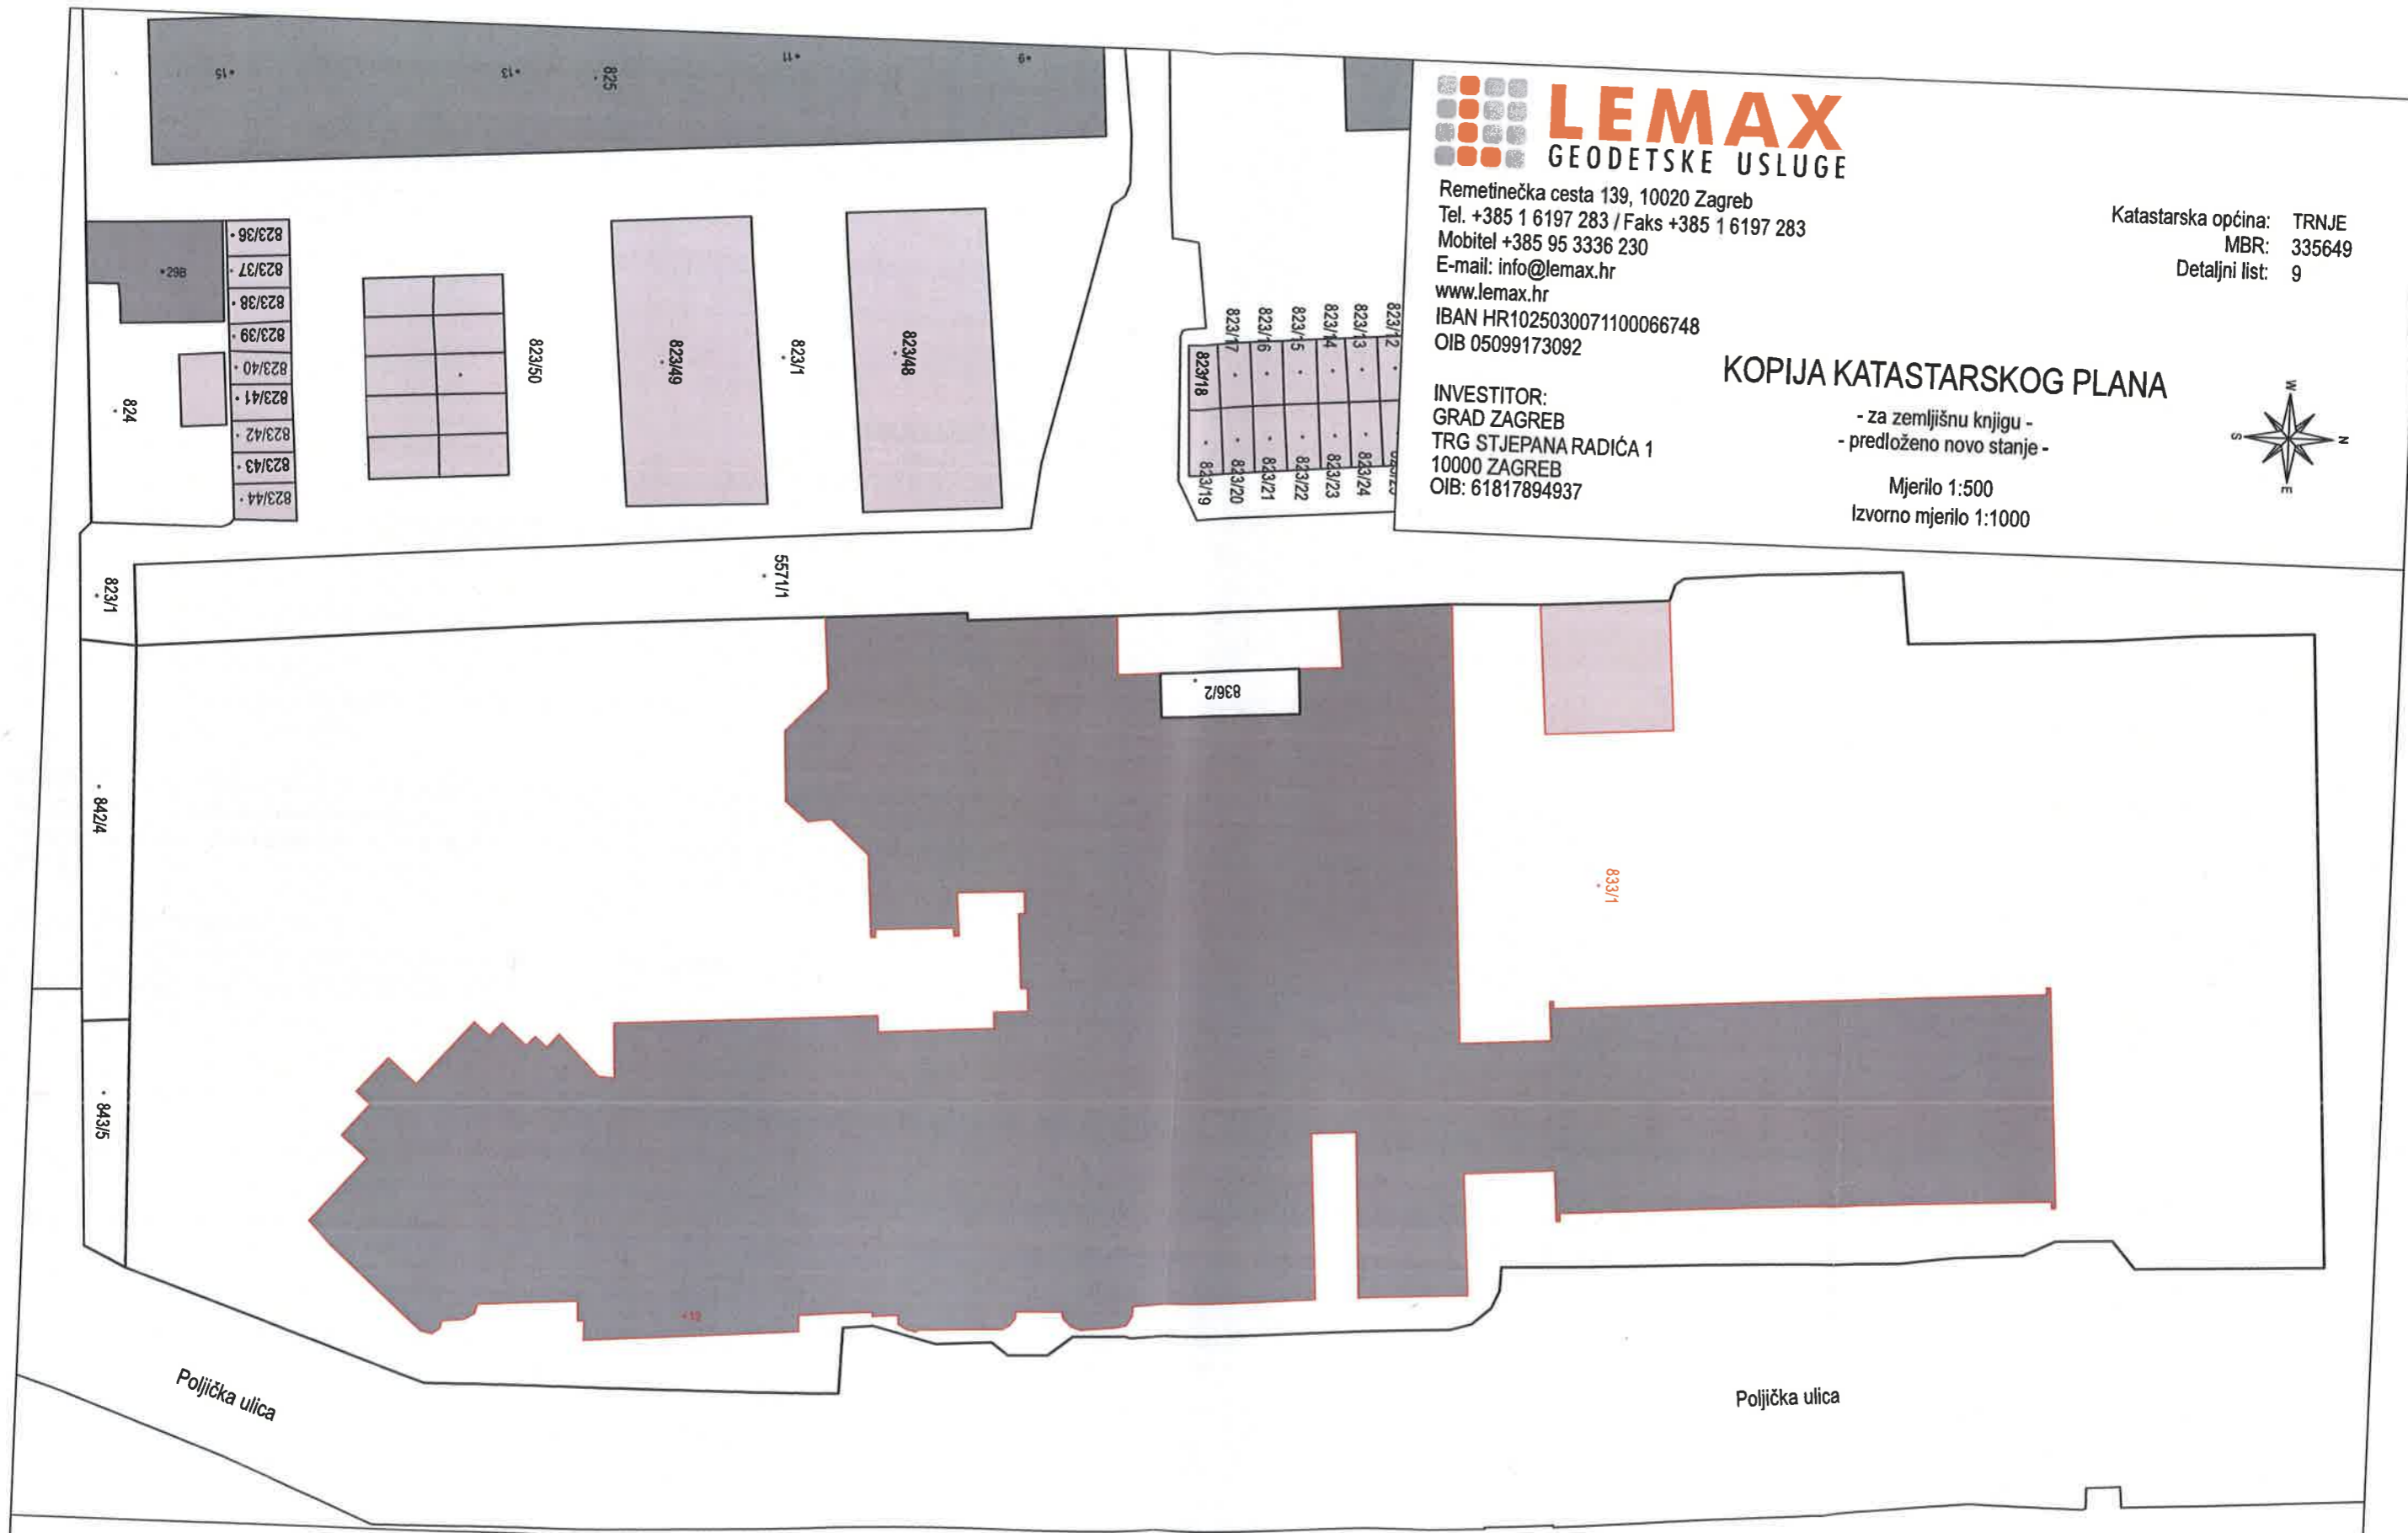 LEMAX
GEODETSKE USLUGE
Remetinečka cesta 139, 10020 Zagreb
Tel. +385 1 6197 283 / Faks +385 1 6197 283
Mobitel +385 95 3336 230
E-mail: info@lemax.hr
www.lemax.hr
IBAN HR1025030071100066748
OIB 05099173092
INVESTITOR:
GRAD ZAGREB
TRG STJEPANA RADIĆA 1
10000 ZAGREB
OIB: 61817894937
Katastarska općina: TRNJE
MBR: 335649
Detaljni list: 9
KOPIJA KATASTARSKOG PLANA
- za zemljišnu knjigu -
- predloženo novo stanje -
Mjerilo 1:500
Izvorno mjerilo 1:1000
W
S
N
E
15
13
825
11
9
29B
823/36
823/37
823/38
823/39
823/40
823/41
823/42
823/43
823/44
824
823/50
823/49
823/1
823/48
823/17
823/16
823/15
823/14
823/13
823/12
823/18
823/19
823/20
823/21
823/22
823/23
823/24
823/1
5571/1
836/2
842/4
833/1
843/5
19
Poljička ulica
Poljička ulica